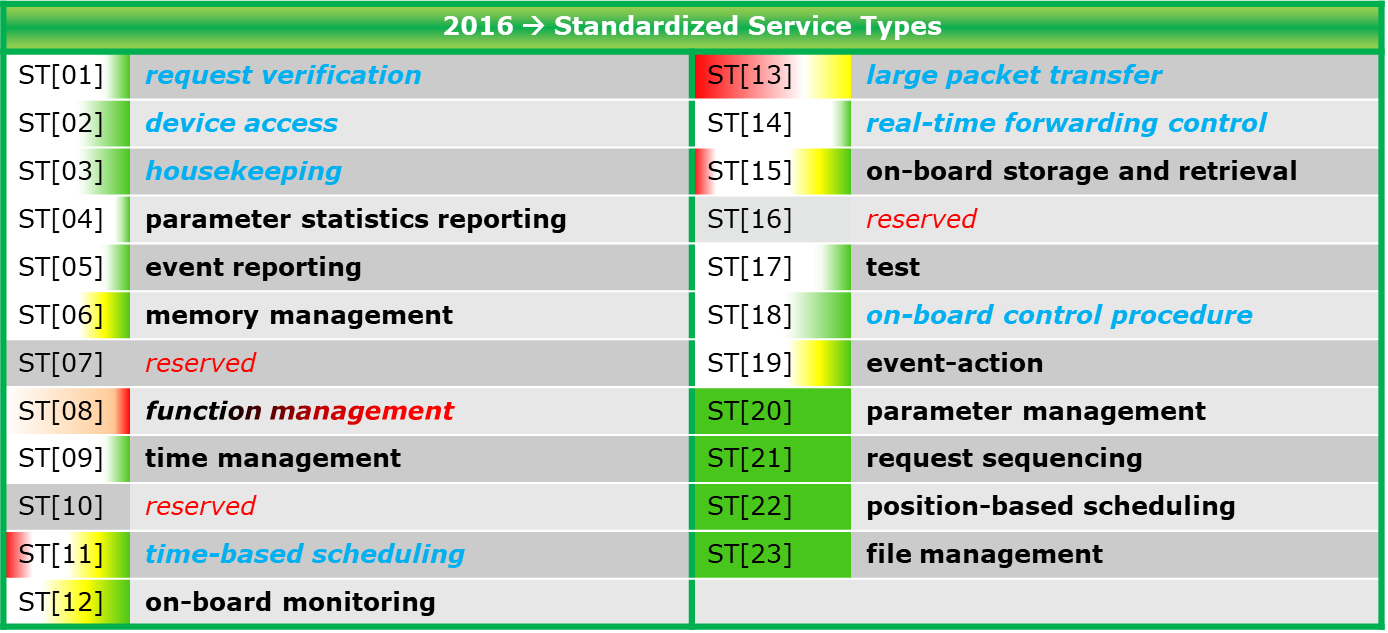 2016 → Standardized Service Types
ST[01] request verification
ST[02] device access
ST[03] housekeeping
ST[04] parameter statistics reporting
ST[05] event reporting
ST[06] memory management
ST[07] reserved
ST[08] function management
ST[09] time management
ST[10] reserved
ST[11] time-based scheduling
ST[12] on-board monitoring
ST[13] large packet transfer
ST[14] real-time forwarding control
ST[15] on-board storage and retrieval
ST[16] reserved
ST[17] test
ST[18] on-board control procedure
ST[19] event-action
ST[20] parameter management
ST[21] request sequencing
ST[22] position-based scheduling
ST[23] file management